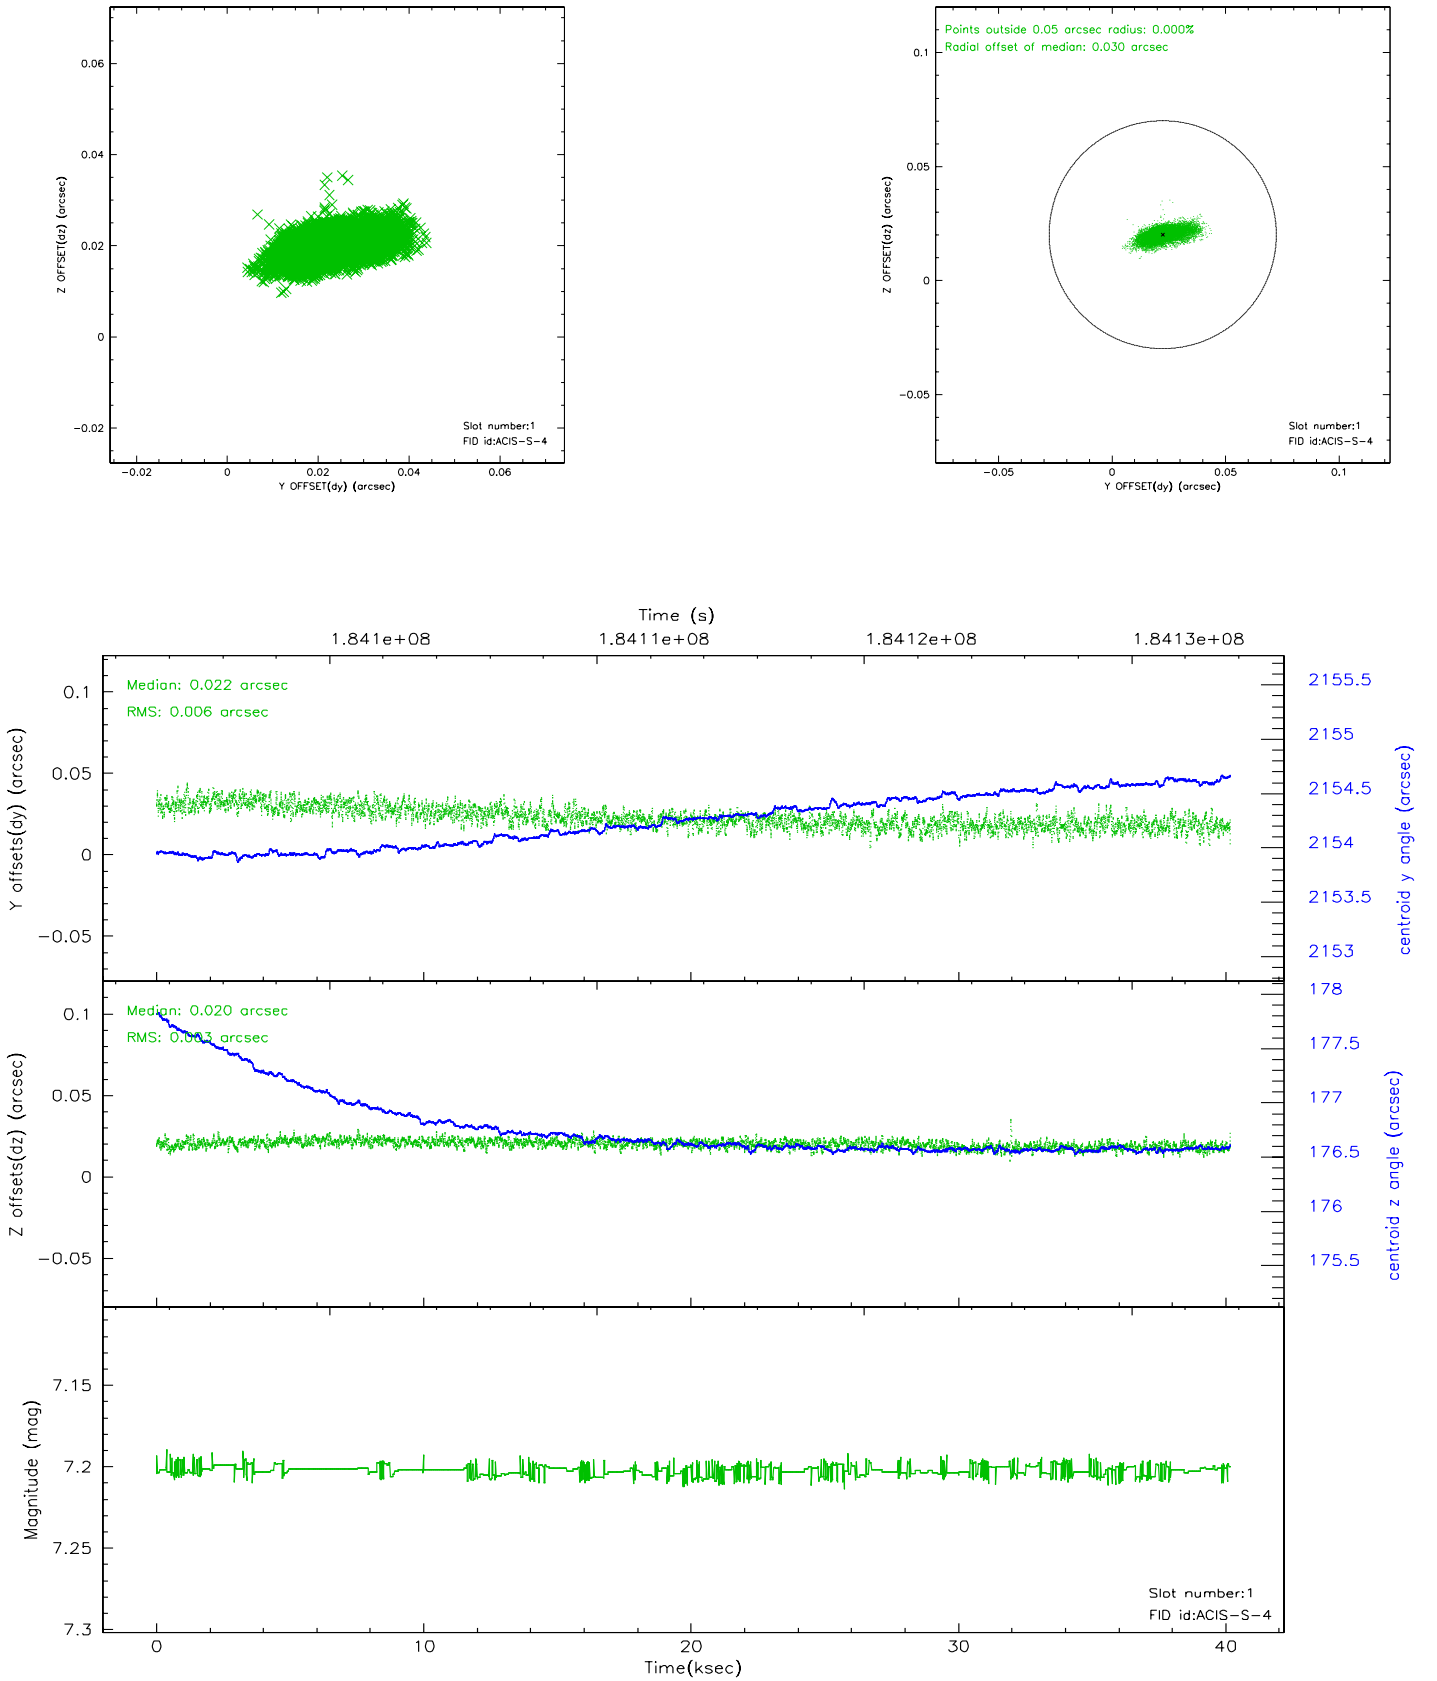 0.06
0.04
0.02
0
−0.02
Z OFFSET(dz) (arcsec)
Slot number:1
FID id:ACIS−S−4
−0.02 0 0.02 0.04 0.06
Y OFFSET(dy) (arcsec)
Points outside 0.05 arcsec radius: 0.000%
Radial offset of median: 0.030 arcsec
0.1
0.05
0
−0.05
Z OFFSET(dz) (arcsec)
Slot number:1
FID id:ACIS−S−4
−0.05 0 0.05 0.1
Y OFFSET(dy) (arcsec)
Time (s)
1.841e+08 1.8411e+08 1.8412e+08 1.8413e+08
Median: 0.022 arcsec
RMS: 0.006 arcsec
0.1
0.05
0
−0.05
Y offsets(dy) (arcsec)
2155.5
2155
2154.5
2154
2153.5
2153
centroid y angle (arcsec)
Median: 0.020 arcsec
RMS: 0.003 arcsec
0.1
0.05
0
−0.05
Z offsets(dz) (arcsec)
178
177.5
177
176.5
176
175.5
centroid z angle (arcsec)
7.15
7.2
7.25
7.3
Magnitude (mag)
Slot number:1
FID id:ACIS−S−4
0 10 20 30 40
Time(ksec)